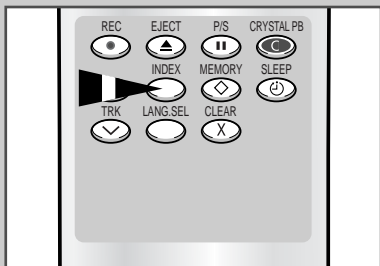 REC EJECT P/S CRYSTAL PB
C
INDEX MEMORY SLEEP
TRK LANG.SEL CLEAR
X